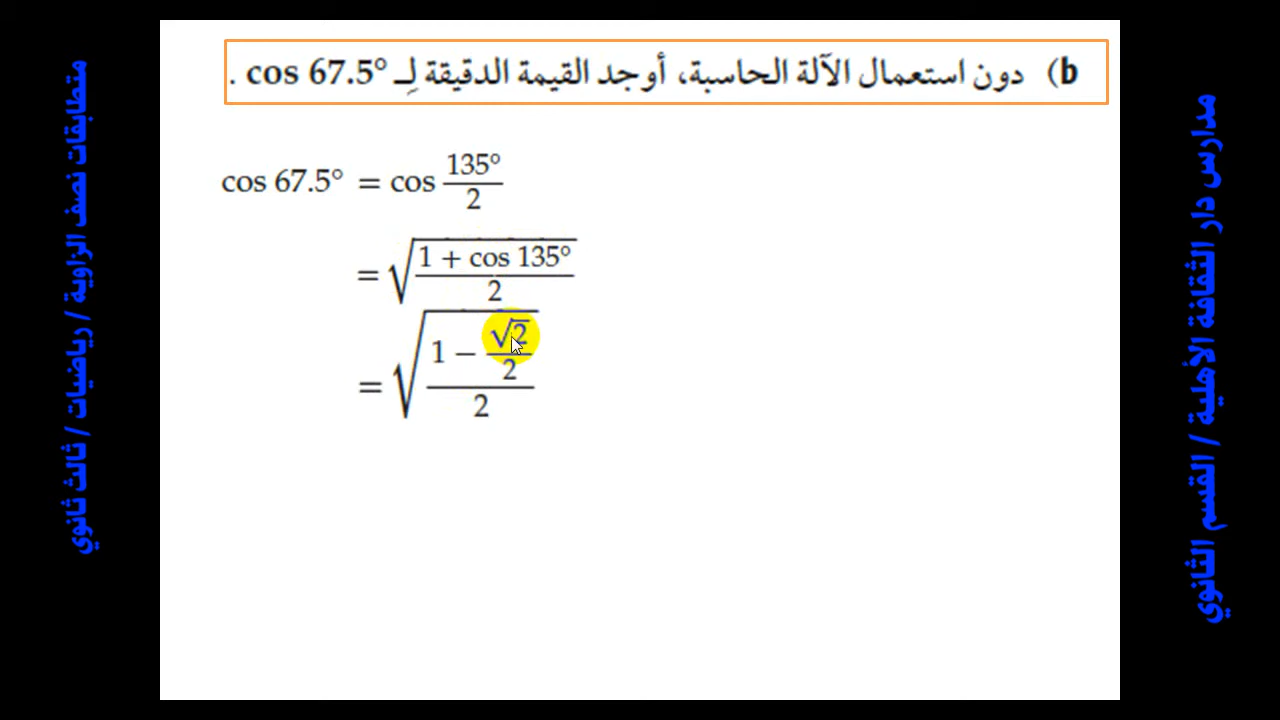 b) دون استعمال الآلة الحاسبة، أوجد القيمة الدقيقة لِـ cos 67.5° .
cos 67.5° = cos 135°/2
= √((1 + cos 135°)/2)
= √((1 − √2/2)/2)
متطابقات نصف الزاوية / رياضيات / ثالث ثانوي
مدارس دار الثقافة الأهلية / القسم الثانوي